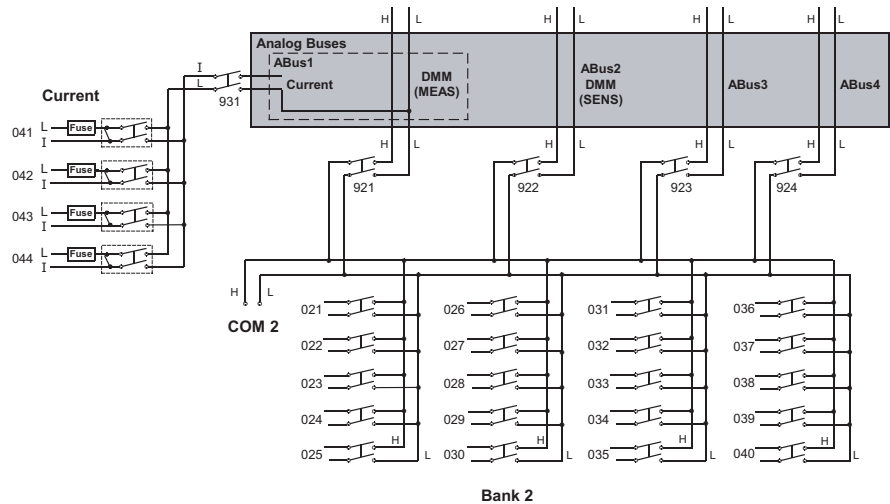 H L H L H L H L
Analog Buses
ABus1
Current
DMM
(MEAS)
ABus2
DMM
(SENS)
ABus3
ABus4
I
L
931
Current
041 L Fuse
I
042 L Fuse
I
043 L Fuse
I
044 L Fuse
I
H L H L H L H L
921 922 923 924
H L
COM 2
021 026 031 036
022 027 032 037
023 028 033 038
024 029 034 039
H H H H
025 L 030 L 035 L 040 L
Bank 2